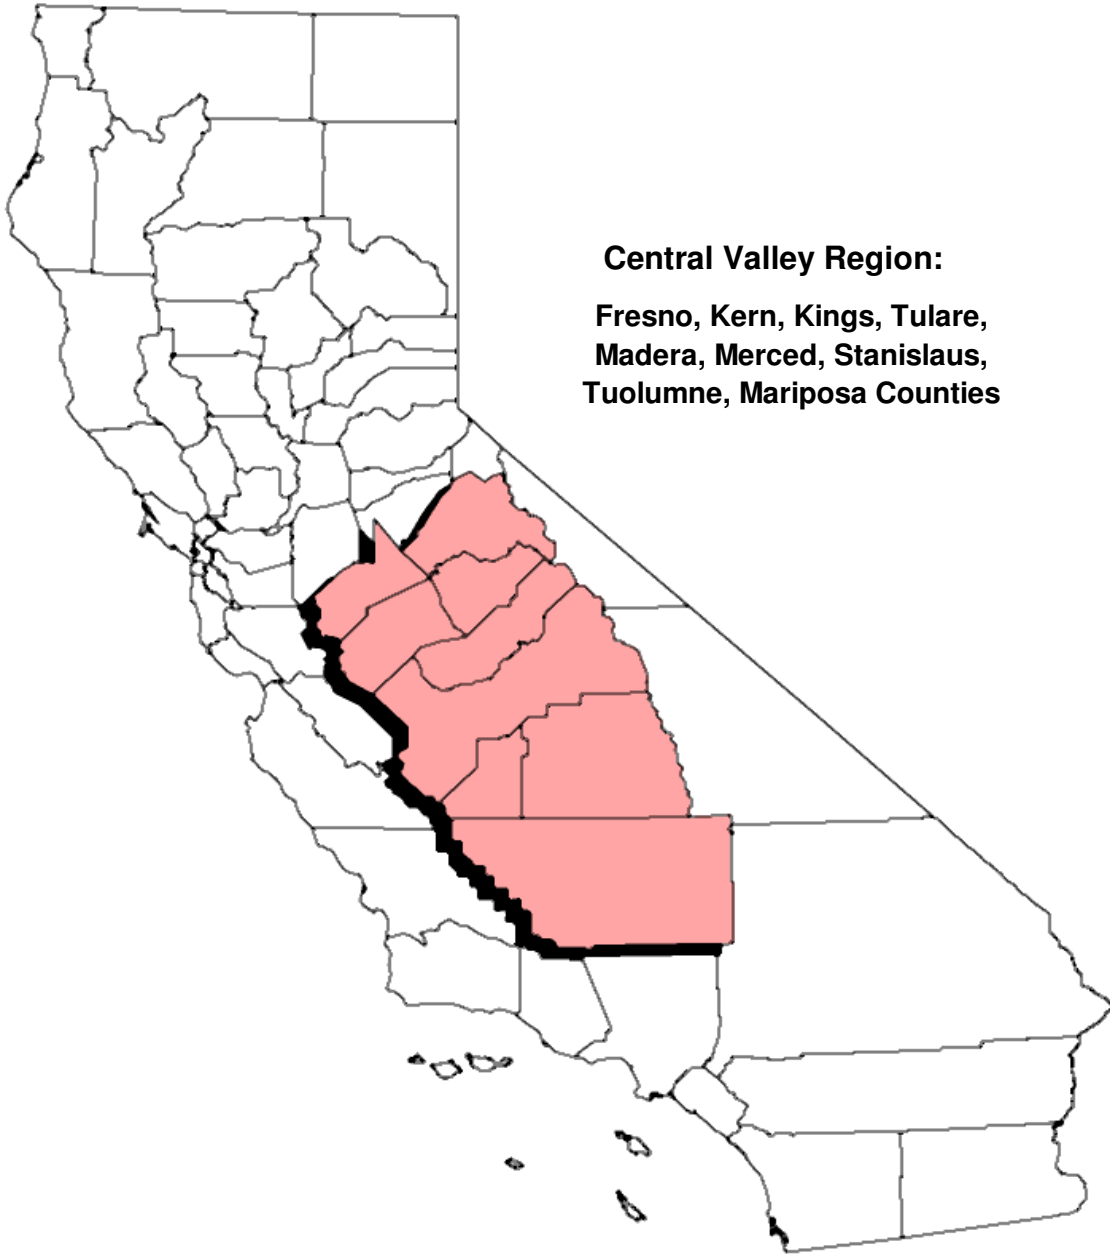 Central Valley Region:
Fresno, Kern, Kings, Tulare,
Madera, Merced, Stanislaus,
Tuolumne, Mariposa Counties